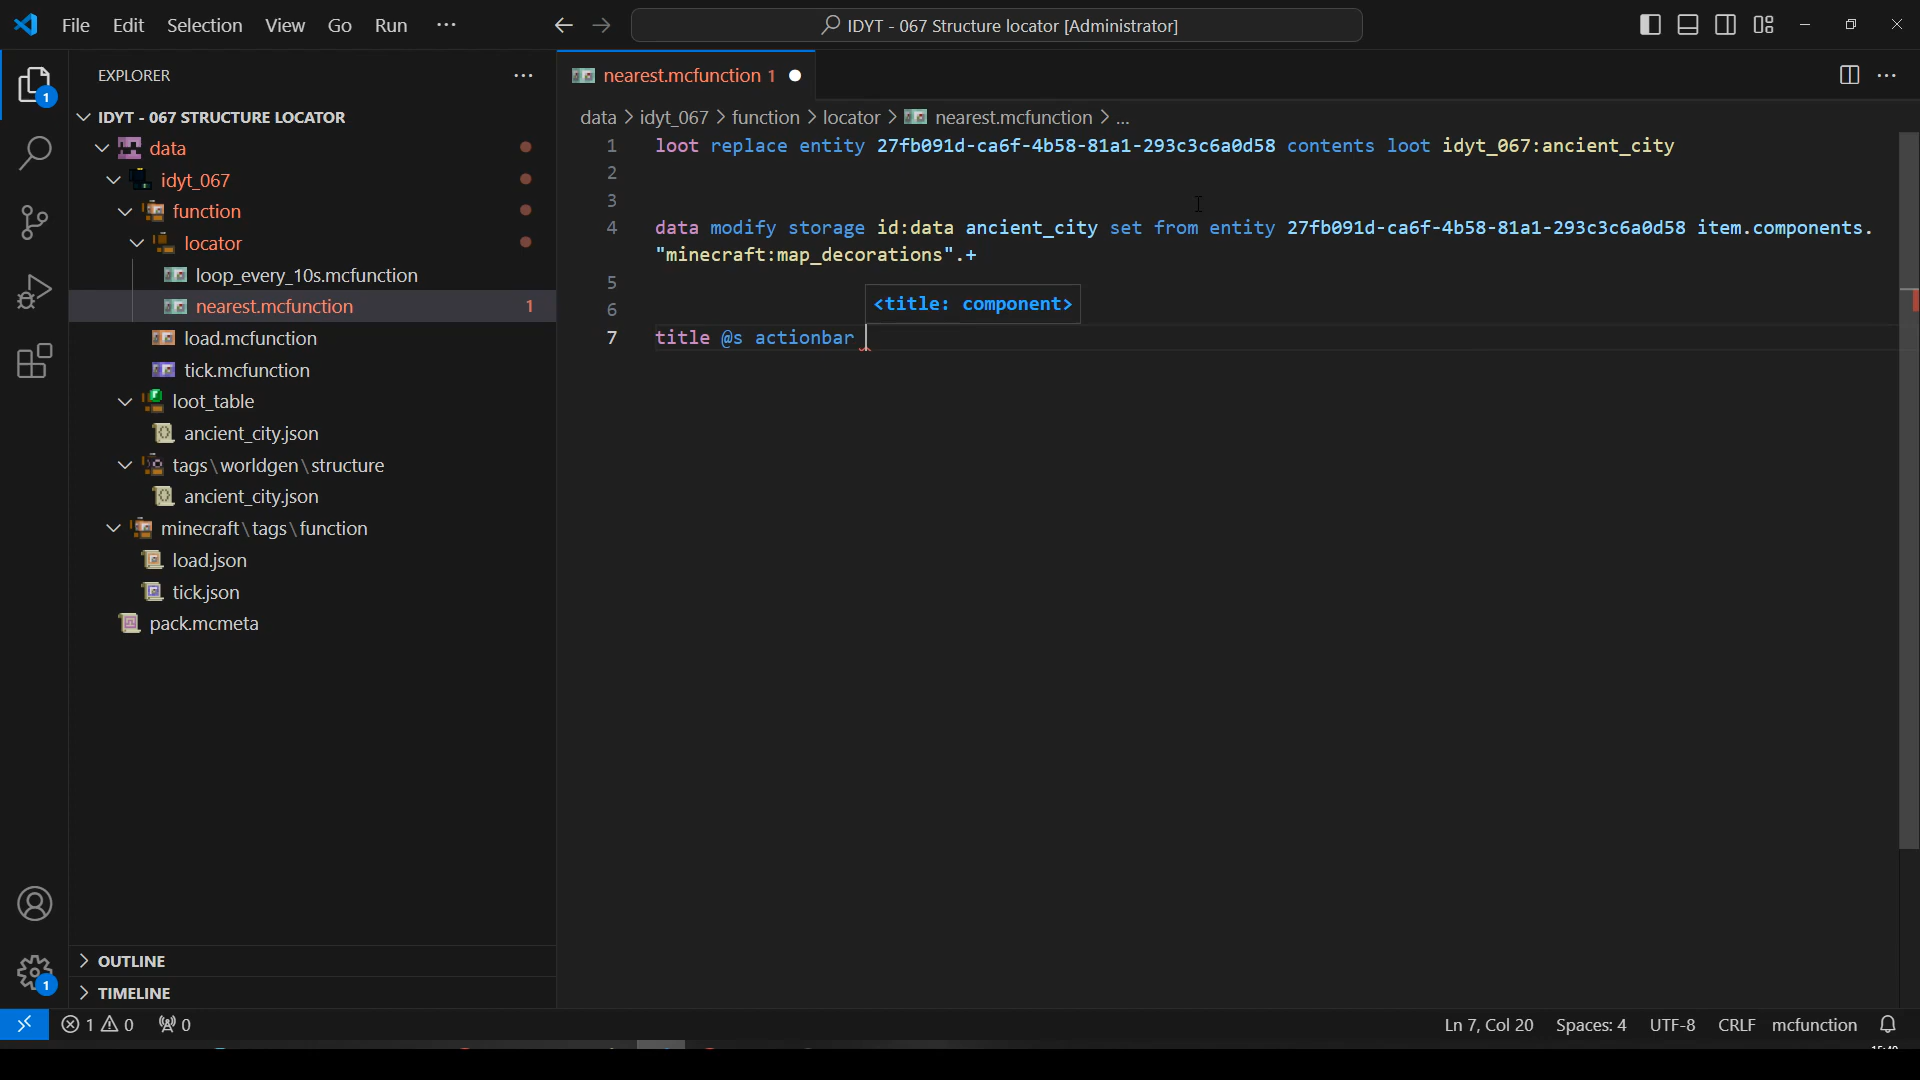 File Edit Selection View Go Run ··· IDYT - 067 Structure locator [Administrator]
EXPLORER ···
nearest.mcfunction 1
IDYT - 067 STRUCTURE LOCATOR
data > idyt_067 > function > locator > nearest.mcfunction > ...
data
idyt_067
function
locator
loop_every_10s.mcfunction
nearest.mcfunction 1
load.mcfunction
tick.mcfunction
loot_table
ancient_city.json
tags\worldgen\structure
ancient_city.json
minecraft\tags\function
load.json
tick.json
pack.mcmeta
OUTLINE
TIMELINE
1 loot replace entity 27fb091d-ca6f-4b58-81a1-293c3c6a0d58 contents loot idyt_067:ancient_city
2
3
4 data modify storage id:data ancient_city set from entity 27fb091d-ca6f-4b58-81a1-293c3c6a0d58 item.components.
"minecraft:map_decorations".+
5
<title: component>
6
7 title @s actionbar
1
1
1 0 0 Ln 7, Col 20 Spaces: 4 UTF-8 CRLF mcfunction